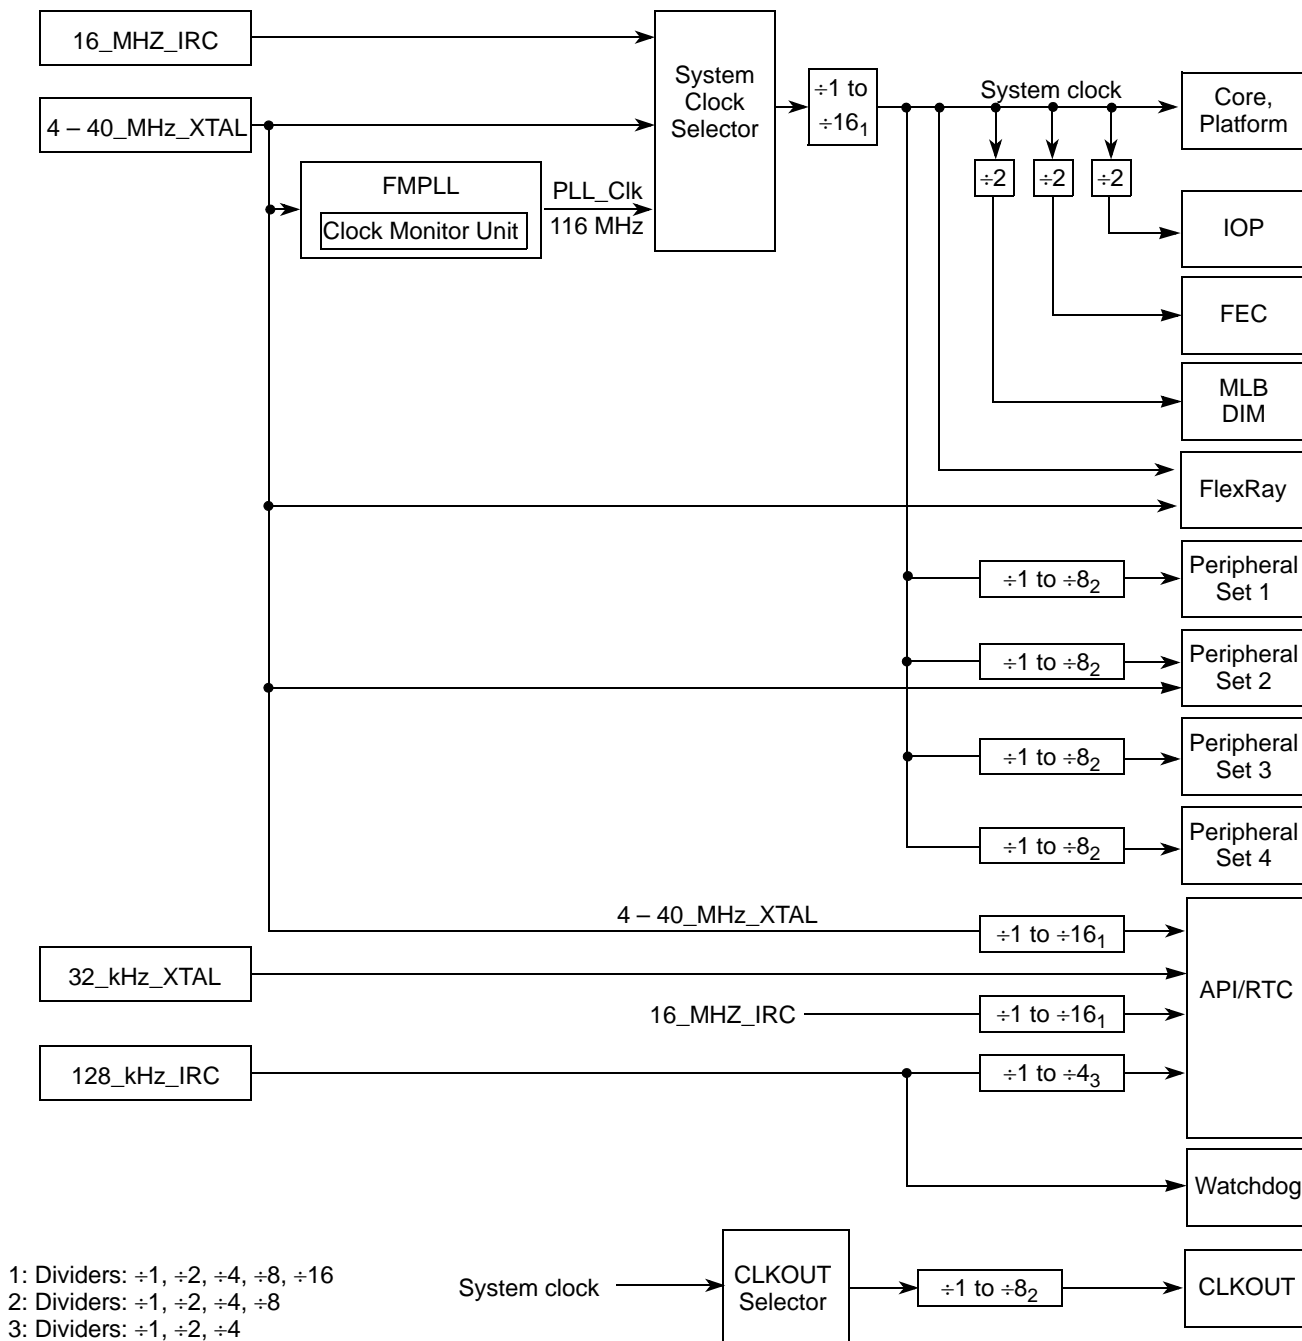 16_MHZ_IRC
4 – 40_MHz_XTAL
FMPLL
Clock Monitor Unit
PLL_Clk
116 MHz
System
Clock
Selector
÷1 to
÷16₁
System clock
÷2
÷2
÷2
Core,
Platform
IOP
FEC
MLB
DIM
FlexRay
÷1 to ÷8₂
Peripheral
Set 1
÷1 to ÷8₂
Peripheral
Set 2
÷1 to ÷8₂
Peripheral
Set 3
÷1 to ÷8₂
Peripheral
Set 4
4 – 40_MHz_XTAL
÷1 to ÷16₁
32_kHz_XTAL
16_MHZ_IRC
÷1 to ÷16₁
API/RTC
128_kHz_IRC
÷1 to ÷4₃
Watchdog
1: Dividers: ÷1, ÷2, ÷4, ÷8, ÷16
2: Dividers: ÷1, ÷2, ÷4, ÷8
3: Dividers: ÷1, ÷2, ÷4
System clock
CLKOUT
Selector
÷1 to ÷8₂
CLKOUT